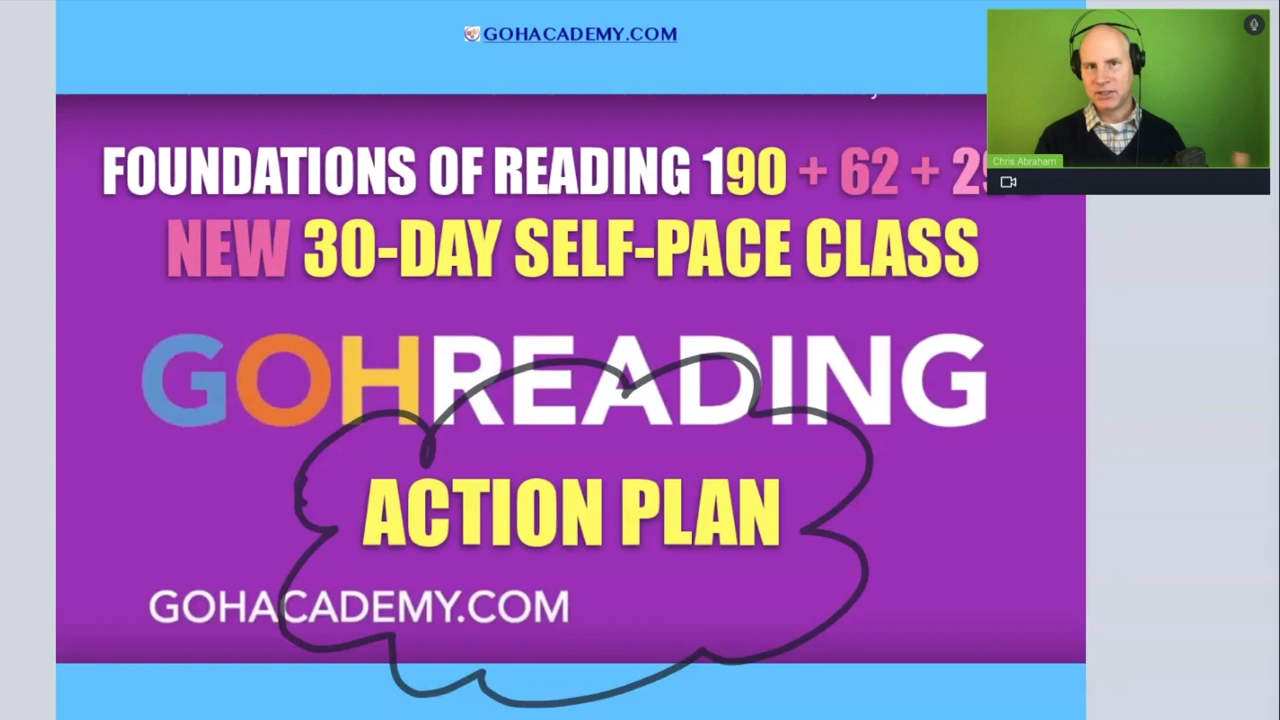 GOHACADEMY.COM
Chris Abraham
FOUNDATIONS OF READING 190 + 62 +
NEW 30-DAY SELF-PACE CLASS
GOHREADING
ACTION PLAN
GOHACADEMY.COM